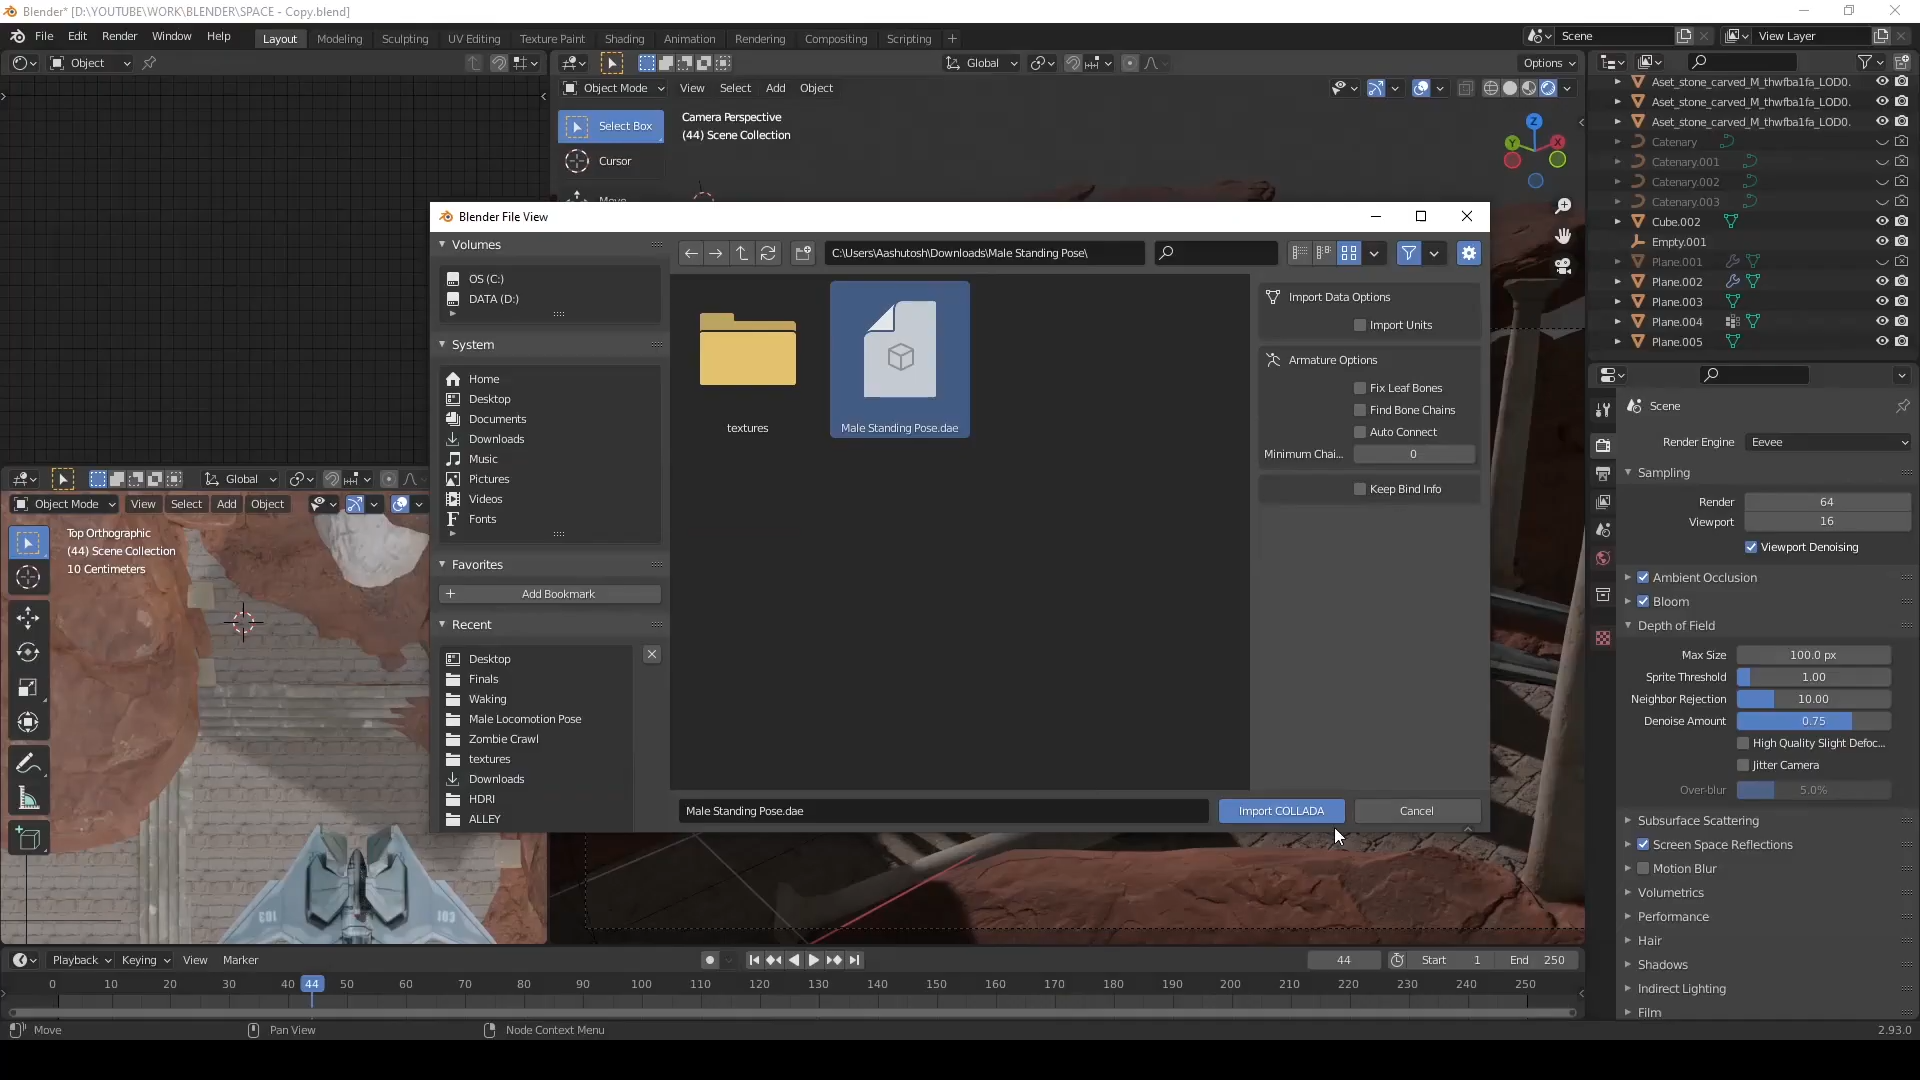 Blender* [D:\YOUTUBE\WORK\BLENDER\SPACE - Copy.blend]
File Edit Render Window Help Layout Modeling Sculpting UV Editing Texture Paint Shading Animation Rendering Compositing Scripting + Scene View Layer
Object Global Options
Object Mode View Select Add Object
Select Box
Cursor
Camera Perspective
(44) Scene Collection
Z
Y
X
Aset_stone_carved_M_thwfba1fa_LOD0.
Aset_stone_carved_M_thwfba1fa_LOD0.
Aset_stone_carved_M_thwfba1fa_LOD0.
Catenary
Catenary.001
Catenary.002
Catenary.003
Cube.002
Empty.001
Plane.001
Plane.002
Plane.003
Plane.004
Plane.005
Blender File View
Volumes
OS (C:)
DATA (D:)
System
Home
Desktop
Documents
Downloads
Music
Pictures
Videos
Fonts
Favorites
Add Bookmark
Recent
Desktop
Finals
Waking
Male Locomotion Pose
Zombie Crawl
textures
Downloads
HDRI
ALLEY
C:\Users\Aashutosh\Downloads\Male Standing Pose\
textures
Male Standing Pose.dae
Import Data Options
Import Units
Armature Options
Fix Leaf Bones
Find Bone Chains
Auto Connect
Minimum Chai... 0
Keep Bind Info
Male Standing Pose.dae
Import COLLADA
Cancel
Global
Object Mode View Select Add Object
Top Orthographic
(44) Scene Collection
10 Centimeters
103
103
Scene
Render Engine Eevee
Sampling
Render 64
Viewport 16
Viewport Denoising
Ambient Occlusion
Bloom
Depth of Field
Max Size 100.0 px
Sprite Threshold 1.00
Neighbor Rejection 10.00
Denoise Amount 0.75
High Quality Slight Defoc...
Jitter Camera
Over-blur 5.0%
Subsurface Scattering
Screen Space Reflections
Motion Blur
Volumetrics
Performance
Hair
Shadows
Indirect Lighting
Film
Playback Keying View Marker 44 Start 1 End 250
0 10 20 30 40 44 50 60 70 80 90 100 110 120 130 140 150 160 170 180 190 200 210 220 230 240 250
Move Pan View Node Context Menu 2.93.0